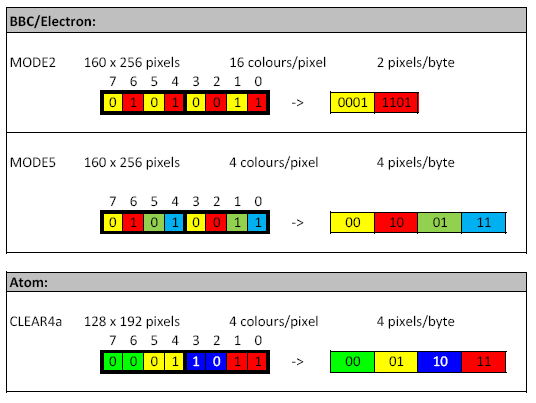 BBC/Electron:
MODE2 160 x 256 pixels 16 colours/pixel 2 pixels/byte
7 6 5 4 3 2 1 0
0 1 0 1 0 0 1 1 -> 0001 1101
MODE5 160 x 256 pixels 4 colours/pixel 4 pixels/byte
7 6 5 4 3 2 1 0
0 1 0 1 0 0 1 1 -> 00 10 01 11
Atom:
CLEAR4a 128 x 192 pixels 4 colours/pixel 4 pixels/byte
7 6 5 4 3 2 1 0
0 0 0 1 1 0 1 1 -> 00 01 10 11